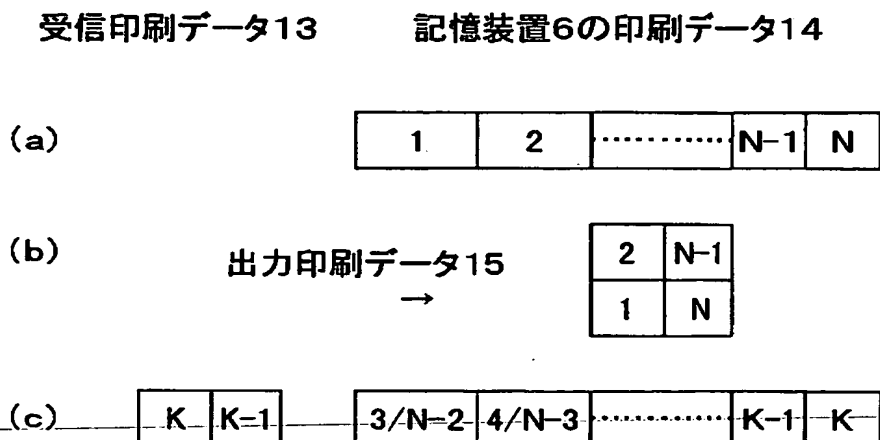 受信印刷データ13 記憶装置6の印刷データ14
(a) 1 2 ............ N-1 N
(b) 出力印刷データ15 → 2 N-1
1 N
(c) K K-1 3/N-2 4/N-3 ............ K-1 K